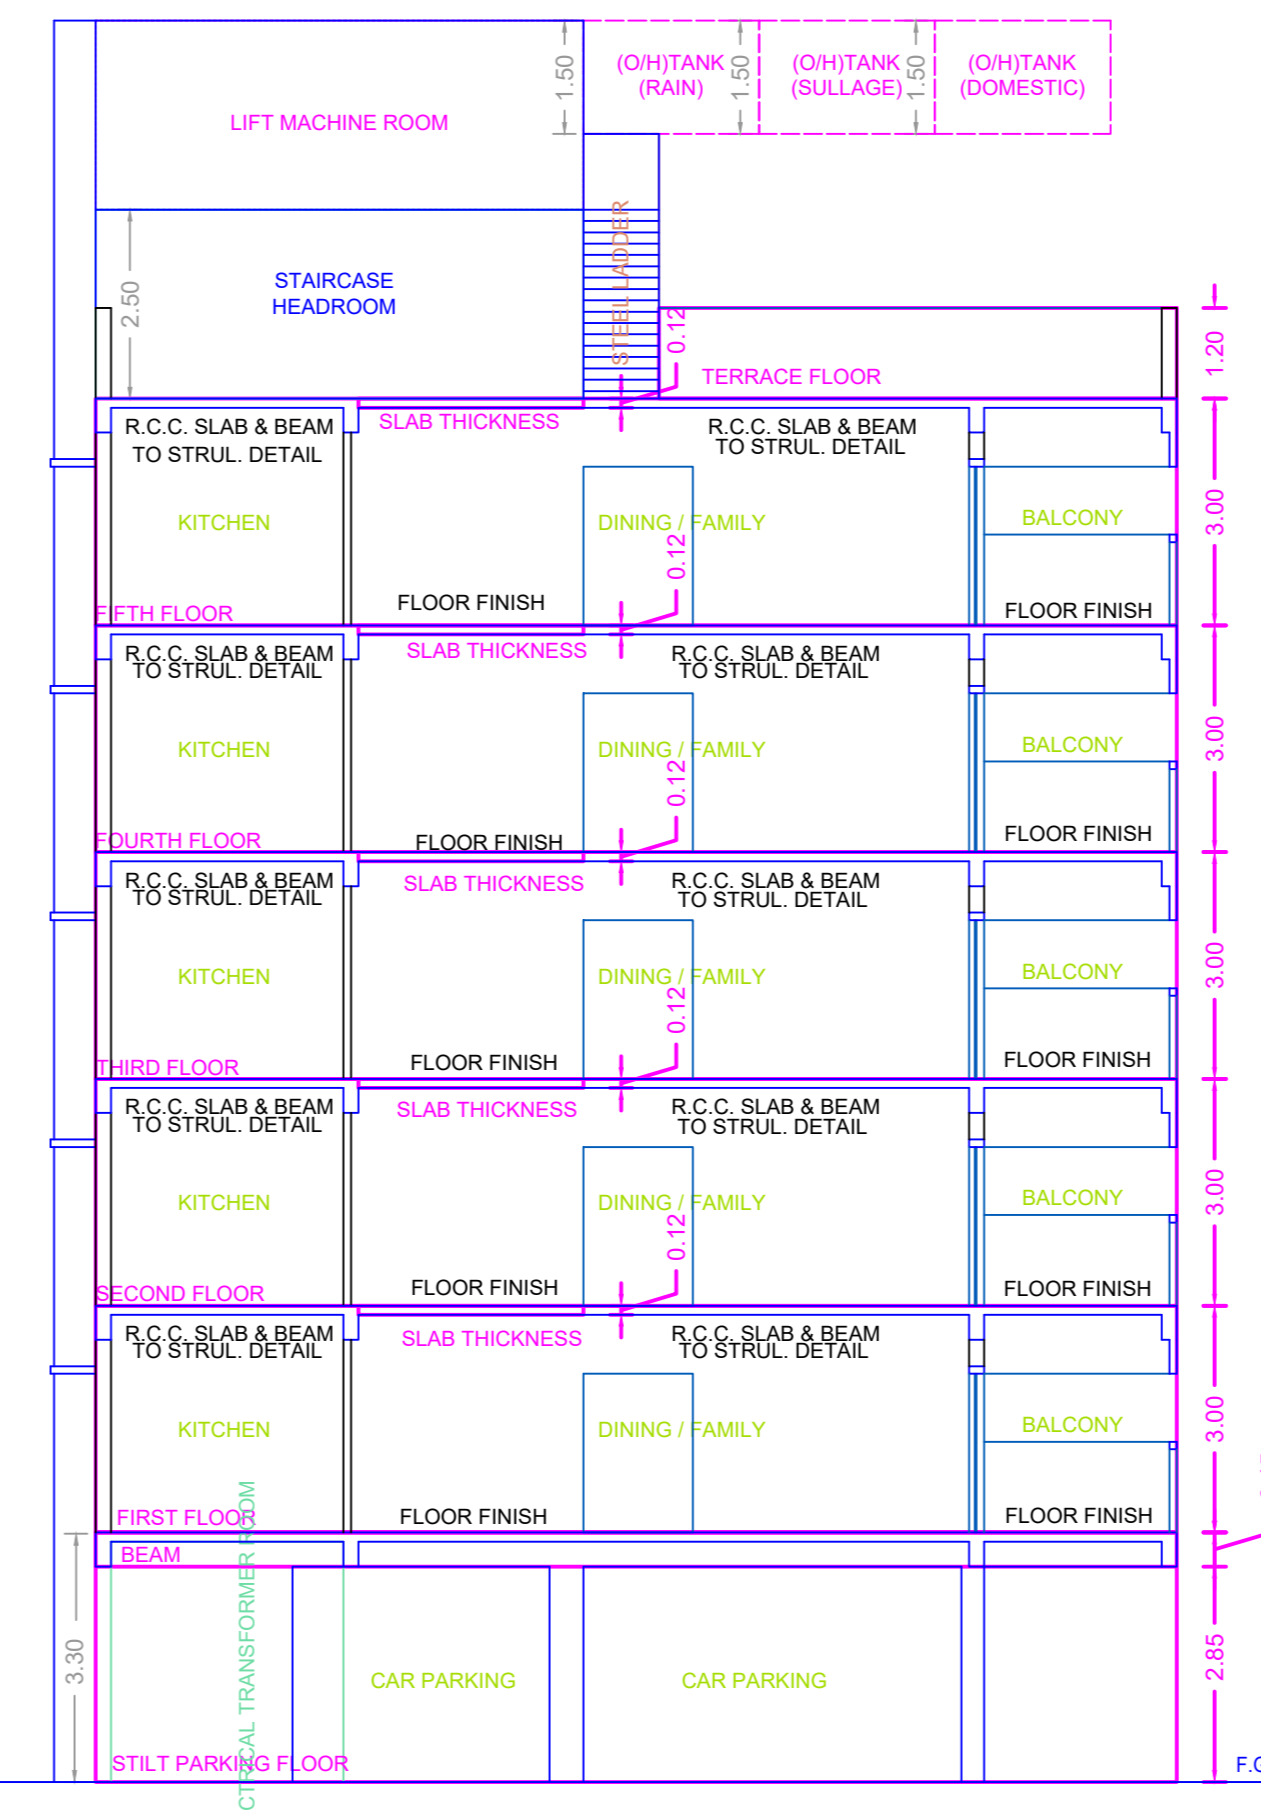 (O/H)TANK
(RAIN)
(O/H)TANK
(SULLAGE)
(O/H)TANK
(DOMESTIC)
1.50
1.50
1.50
LIFT MACHINE ROOM
STEEL LADDER
2.50
STAIRCASE
HEADROOM
0.12
1.20
TERRACE FLOOR
SLAB THICKNESS
R.C.C. SLAB & BEAM
TO STRUL. DETAIL
R.C.C. SLAB & BEAM
TO STRUL. DETAIL
3.00
KITCHEN
DINING / FAMILY
BALCONY
0.12
FLOOR FINISH
FLOOR FINISH
FIFTH FLOOR
SLAB THICKNESS
R.C.C. SLAB & BEAM
TO STRUL. DETAIL
R.C.C. SLAB & BEAM
TO STRUL. DETAIL
3.00
KITCHEN
DINING / FAMILY
BALCONY
0.12
FLOOR FINISH
FLOOR FINISH
FOURTH FLOOR
SLAB THICKNESS
R.C.C. SLAB & BEAM
TO STRUL. DETAIL
R.C.C. SLAB & BEAM
TO STRUL. DETAIL
3.00
KITCHEN
DINING / FAMILY
BALCONY
0.12
FLOOR FINISH
FLOOR FINISH
THIRD FLOOR
SLAB THICKNESS
R.C.C. SLAB & BEAM
TO STRUL. DETAIL
R.C.C. SLAB & BEAM
TO STRUL. DETAIL
3.00
KITCHEN
DINING / FAMILY
BALCONY
0.12
FLOOR FINISH
FLOOR FINISH
SECOND FLOOR
SLAB THICKNESS
R.C.C. SLAB & BEAM
TO STRUL. DETAIL
R.C.C. SLAB & BEAM
TO STRUL. DETAIL
3.00
KITCHEN
DINING / FAMILY
BALCONY
FLOOR FINISH
FLOOR FINISH
FIRST FLOOR
BEAM
CTRICAL TRANSFORMER ROOM
3.30
2.85
CAR PARKING
CAR PARKING
STILT PARKING FLOOR